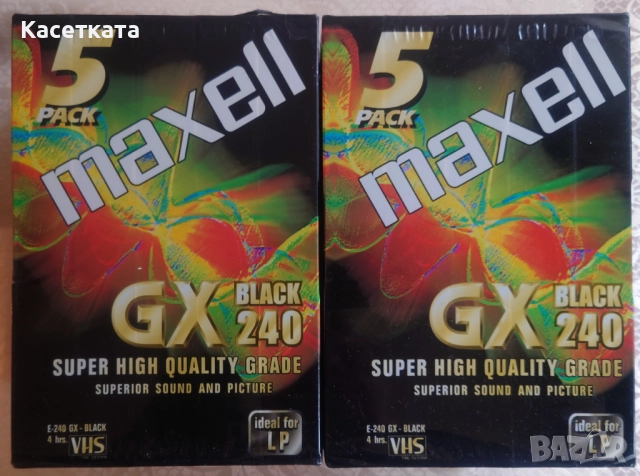 Касетката
5
PACK
maxell
GX
BLACK
240
SUPER HIGH QUALITY GRADE
SUPERIOR SOUND AND PICTURE
E-240 GX - BLACK
4 hrs.
VHS
ideal for
LP
5
PACK
maxell
GX
BLACK
240
SUPER HIGH QUALITY GRADE
SUPERIOR SOUND AND PICTURE
E-240 GX - BLACK
4 hrs.
VHS
ideal for
LP
BAZAR